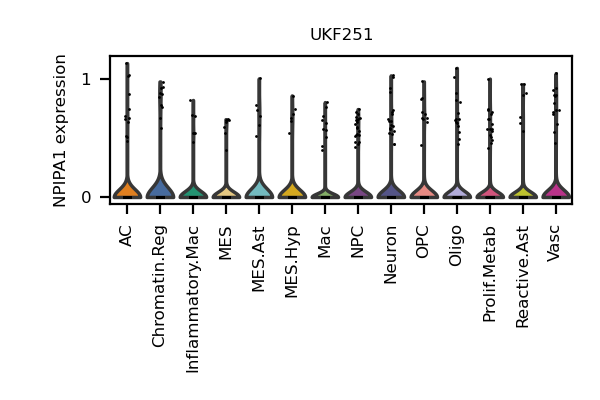 UKF251
NPIPA1 expression
1
0
AC
Chromatin.Reg
Inflammatory.Mac
MES
MES.Ast
MES.Hyp
Mac
NPC
Neuron
OPC
Oligo
Prolif.Metab
Reactive.Ast
Vasc